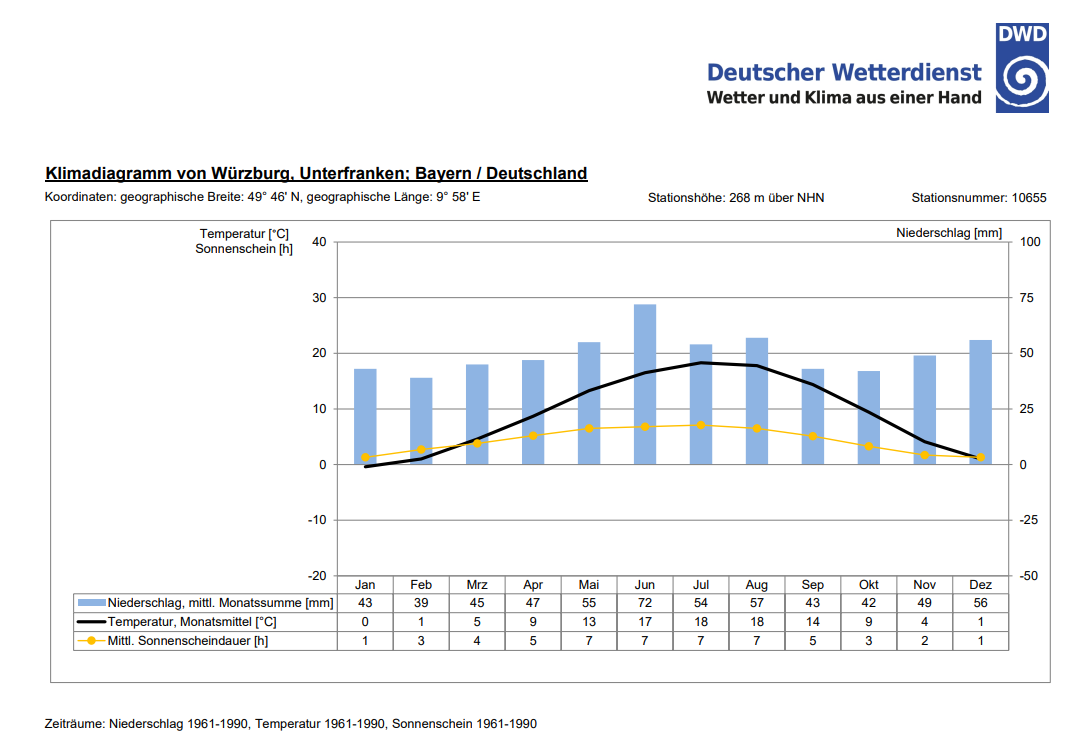 DWD
Deutscher Wetterdienst
Wetter und Klima aus einer Hand
Klimadiagramm von Würzburg, Unterfranken; Bayern / Deutschland
Koordinaten: geographische Breite: 49° 46' N, geographische Länge: 9° 58' E Stationshöhe: 268 m über NHN Stationsnummer: 10655
Temperatur [°C] Niederschlag [mm]
Sonnenschein [h]
40 100
30 75
20 50
10 25
0 0
-10 -25
-20 -50
Jan Feb Mrz Apr Mai Jun Jul Aug Sep Okt Nov Dez
Niederschlag, mittl. Monatssumme [mm] 43 39 45 47 55 72 54 57 43 42 49 56
Temperatur, Monatsmittel [°C] 0 1 5 9 13 17 18 18 14 9 4 1
Mittl. Sonnenscheindauer [h] 1 3 4 5 7 7 7 7 5 3 2 1
Zeiträume: Niederschlag 1961-1990, Temperatur 1961-1990, Sonnenschein 1961-1990